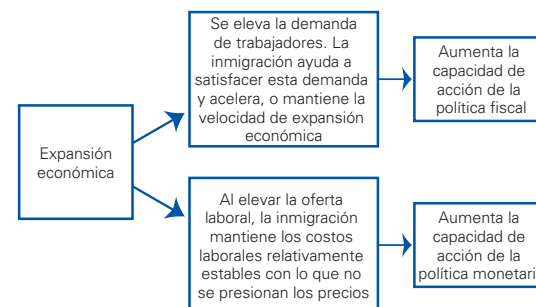 Se eleva la demanda
de trabajadores. La
inmigración ayuda a
satisfacer esta demanda
y acelera, o mantiene la
velocidad de expansión
económica
Aumenta la
capacidad de
acción de la
política fiscal
Expansión
económica
Al elevar la oferta
laboral, la inmigración
mantiene los costos
laborales relativamente
estables con lo que no
se presionan los precios
Aumenta la
capacidad de
acción de la
política monetari